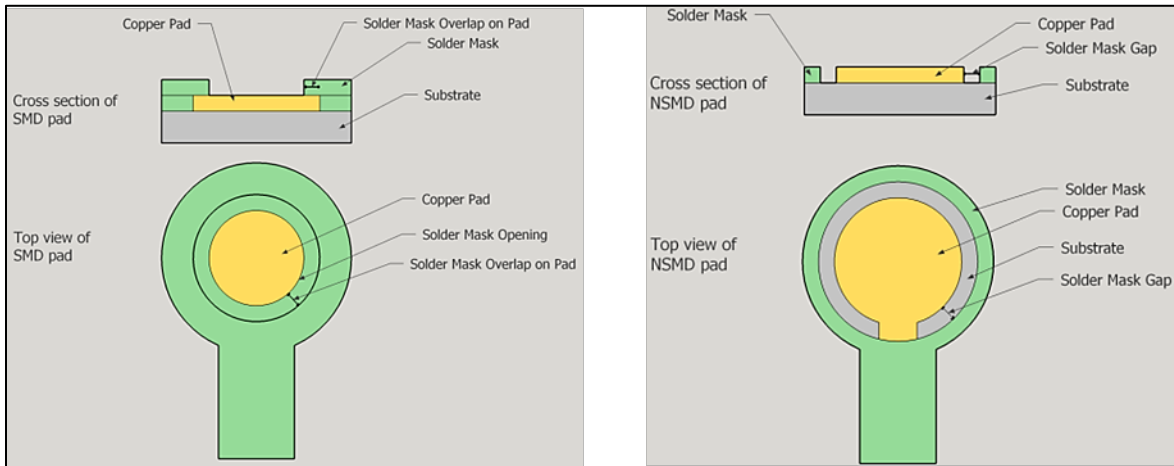 Copper Pad
Solder Mask Overlap on Pad
Solder Mask
Substrate
Cross section of
SMD pad
Copper Pad
Solder Mask Opening
Solder Mask Overlap on Pad
Top view of
SMD pad
Solder Mask
Copper Pad
Solder Mask Gap
Substrate
Cross section of
NSMD pad
Solder Mask
Copper Pad
Substrate
Solder Mask Gap
Top view of
NSMD pad